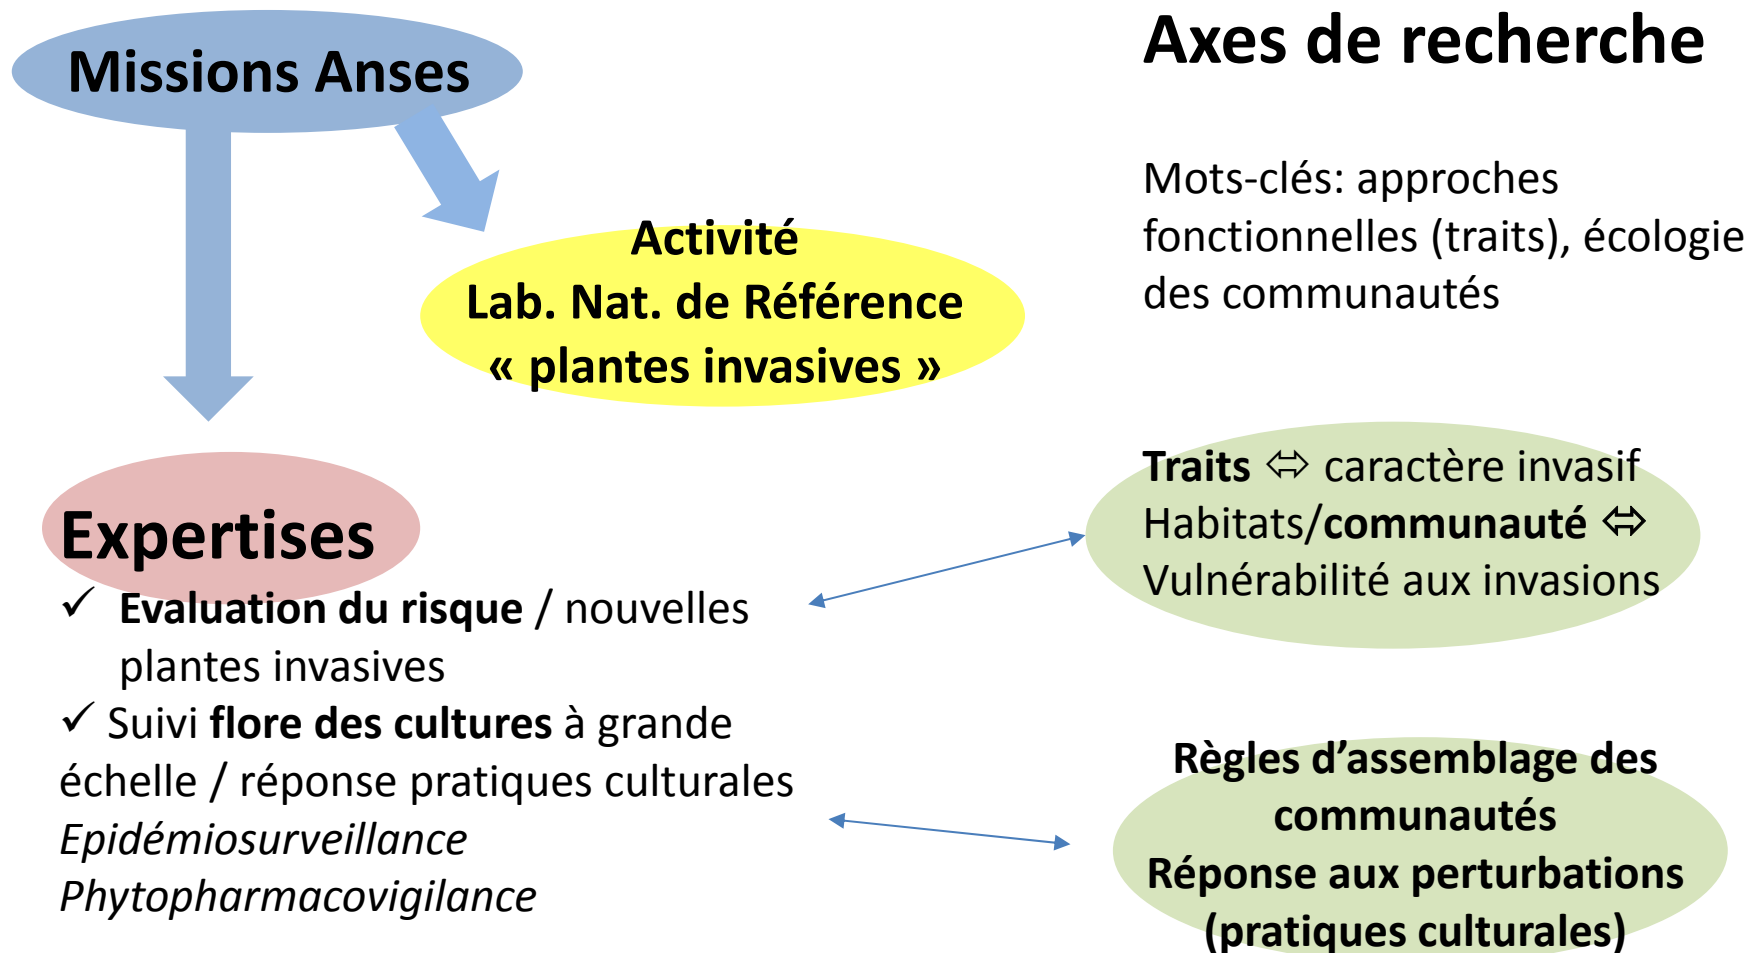 Missions Anses
Activité
Lab. Nat. de Référence
« plantes invasives »
Expertises
✓ Evaluation du risque / nouvelles
plantes invasives
✓ Suivi flore des cultures à grande
échelle / réponse pratiques culturales
Epidémiosurveillance
Phytopharmacovigilance
Axes de recherche
Mots-clés: approches
fonctionnelles (traits), écologie
des communautés
Traits ⇔ caractère invasif
Habitats/communauté ⇔
Vulnérabilité aux invasions
Règles d’assemblage des
communautés
Réponse aux perturbations
(pratiques culturales)